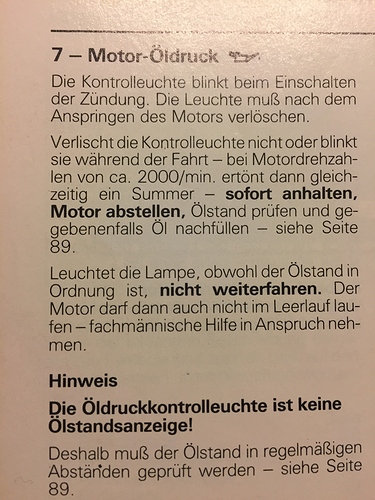 7 – Motor-Öldruck
Die Kontrolleuchte blinkt beim Einschalten
der Zündung. Die Leuchte muß nach dem
Anspringen des Motors verlöschen.
Verlischt die Kontrolleuchte nicht oder blinkt
sie während der Fahrt – bei Motordrehzah-
len von ca. 2000/min. ertönt dann gleich-
zeitig ein Summer – sofort anhalten,
Motor abstellen, Ölstand prüfen und ge-
gebenenfalls Öl nachfüllen – siehe Seite
89.
Leuchtet die Lampe, obwohl der Ölstand in
Ordnung ist, nicht weiterfahren. Der
Motor darf dann auch nicht im Leerlauf lau-
fen – fachmännische Hilfe in Anspruch neh-
men.
Hinweis
Die Öldruckkontrolleuchte ist keine
Ölstandsanzeige!
Deshalb muß der Ölstand in regelmäßigen
Abständen geprüft werden – siehe Seite
89.